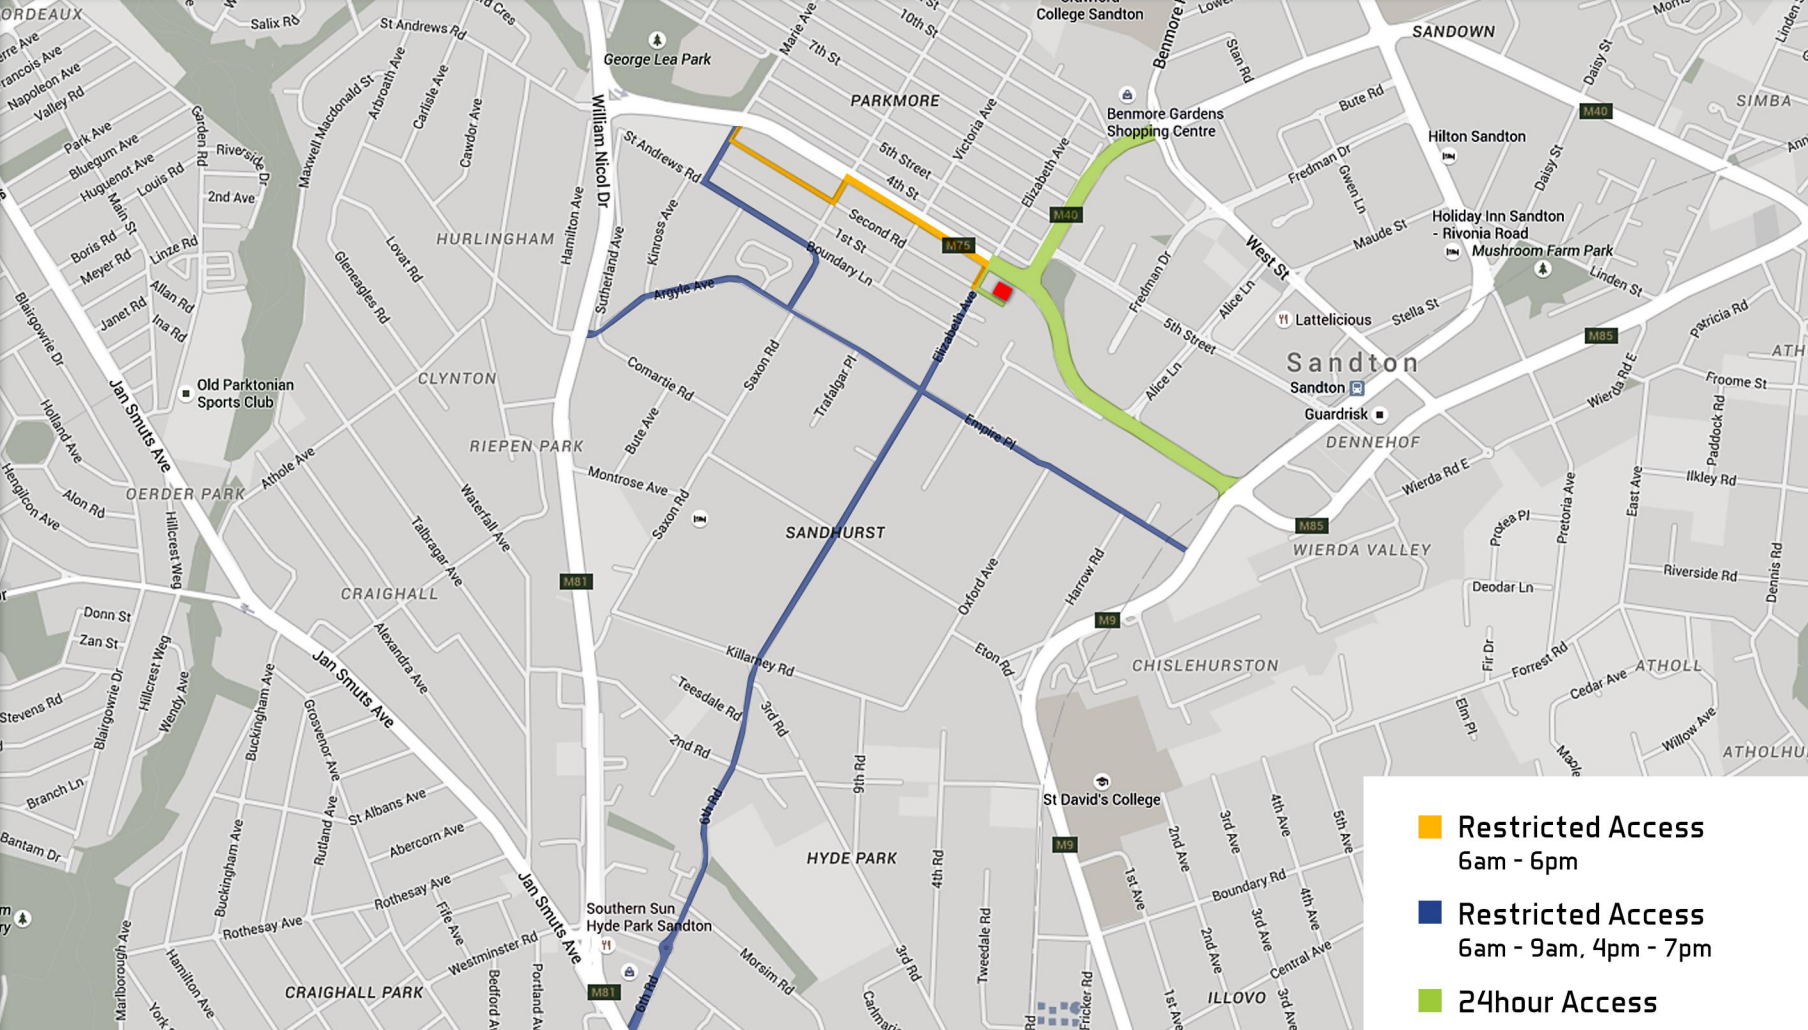 ORDEAUX
Salix Rd
St Andrews Rd
rd Cres
Marie Ave
10th St
College Sandton
Benmore R
Lowe
Morris
SANDOWN
Linden S
7th St
Stan Rd
Daisy St
erre Ave
rancois Ave
Napoleon Ave
Valley Rd
George Lea Park
Maxwell Macdonald St
Arbroath Ave
Carlisle Ave
Cawdor Ave
William Nicol Dr
PARKMORE
Victoria Ave
Benmore Gardens
Shopping Centre
Bute Rd
M40
SIMBA
Garden Rd
Park Ave
Bluegum Ave
Huguenot Ave
Louis Rd
Riverside Dr
2nd Ave
Main St
Boris Rd
Meyer Rd
Linze Rd
St Andrews Rd
5th Street
4th St
Elizabeth Ave
Fredman Dr
Gwen Ln
Hilton Sandton
Daisy St
Ann
HURLINGHAM
Hamilton Ave
Kinross Ave
Sutherland Ave
Second Rd
1st St
Boundary Ln
M75
M40
West St
Maude St
Holiday Inn Sandton
- Rivonia Road
Mushroom Farm Park
Linden St
Lovat Rd
Gleneagles Rd
Allan Rd
Janet Rd
Ina Rd
Blairgowrie Dr
Argyle Ave
Elizabeth Ave
Fredman Dr
Alice Ln
5th Street
Lattelicious
Stella St
Patricia Rd
M85
ATH
Sandton
Sandton
Guardrisk
DENNEHOF
Wierda Rd E
Froome St
Paddock Rd
Old Parktonian
Sports Club
CLYNTON
Comartie Rd
Saxon Rd
Trafalgar Pl
Alice Ln
Jan Smuts Ave
Holland Ave
Bute Ave
Empire Pl
RIEPEN PARK
Montrose Ave
Saxon Rd
Athole Ave
OERDER PARK
Hengilcon Ave
Alon Rd
Hillcrest Weg
Waterfall Ave
Talbragar Ave
SANDHURST
Wierda Rd E
Ilkley Rd
East Ave
Pretoria Ave
Protea Pl
M85
WIERDA VALLEY
Deodar Ln
Riverside Rd
Dennis Rd
M81
CRAIGHALL
Oxford Ave
Harrow Rd
M9
Donn St
Zan St
Hillcrest Weg
Wendy Ave
Blairgowrie Dr
Stevens Rd
Jan Smuts Ave
Alexandra Ave
Killarney Rd
Teesdale Rd
3rd Rd
2nd Rd
Eton Rd
CHISLEHURSTON
Fir Dr
Forrest Rd
Cedar Ave
ATHOLL
Elm Pl
Willow Ave
ATHOLHU
Branch Ln
Bantam Dr
Buckingham Ave
Grosvenor Ave
Rutland Ave
St Albans Ave
Abercorn Ave
Buckingham Ave
6th Rd
9th Rd
St David's College
HYDE PARK
4th Rd
M9
2nd Ave
3rd Ave
4th Ave
5th Ave
Rothesay Ave
Rothesay Ave
Fife Ave
Jan Smuts Ave
Southern Sun
Hyde Park Sandton
Westminster Rd
Portland Av
Bedford A
Marlborough Ave
Hamilton Ave
York
CRAIGHALL PARK
M81
6th Rd
Morsim Rd
3rd Rd
Tweedale Rd
Fricker Rd
1st Ave
Boundary Rd
4th Ave
3rd Ave
2nd Ave
Central Ave
ILLOVO
1st Ave
3rd Ave
Restricted Access
6am - 6pm
Restricted Access
6am - 9am, 4pm - 7pm
24hour Access